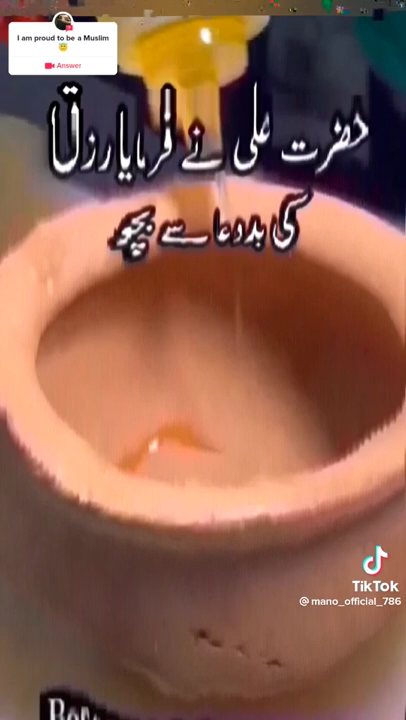 I am proud to be a Muslim
😇
Answer
حضرت علی نے فرمایا رزق
کی بددعا سے بچو
TikTok
@mano_official_786